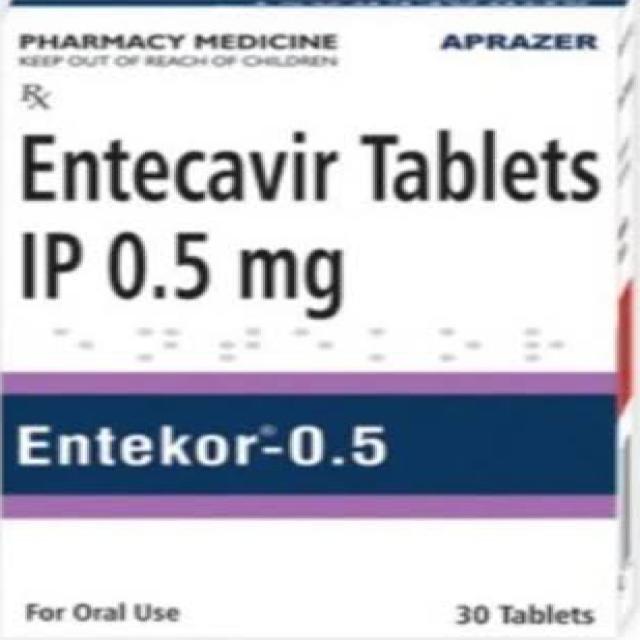 PHARMACY MEDICINE
APRAZER
KEEP OUT OF REACH OF CHILDREN
Rx
Entecavir Tablets
IP 0.5 mg
Entekor®-0.5
For Oral Use
30 Tablets